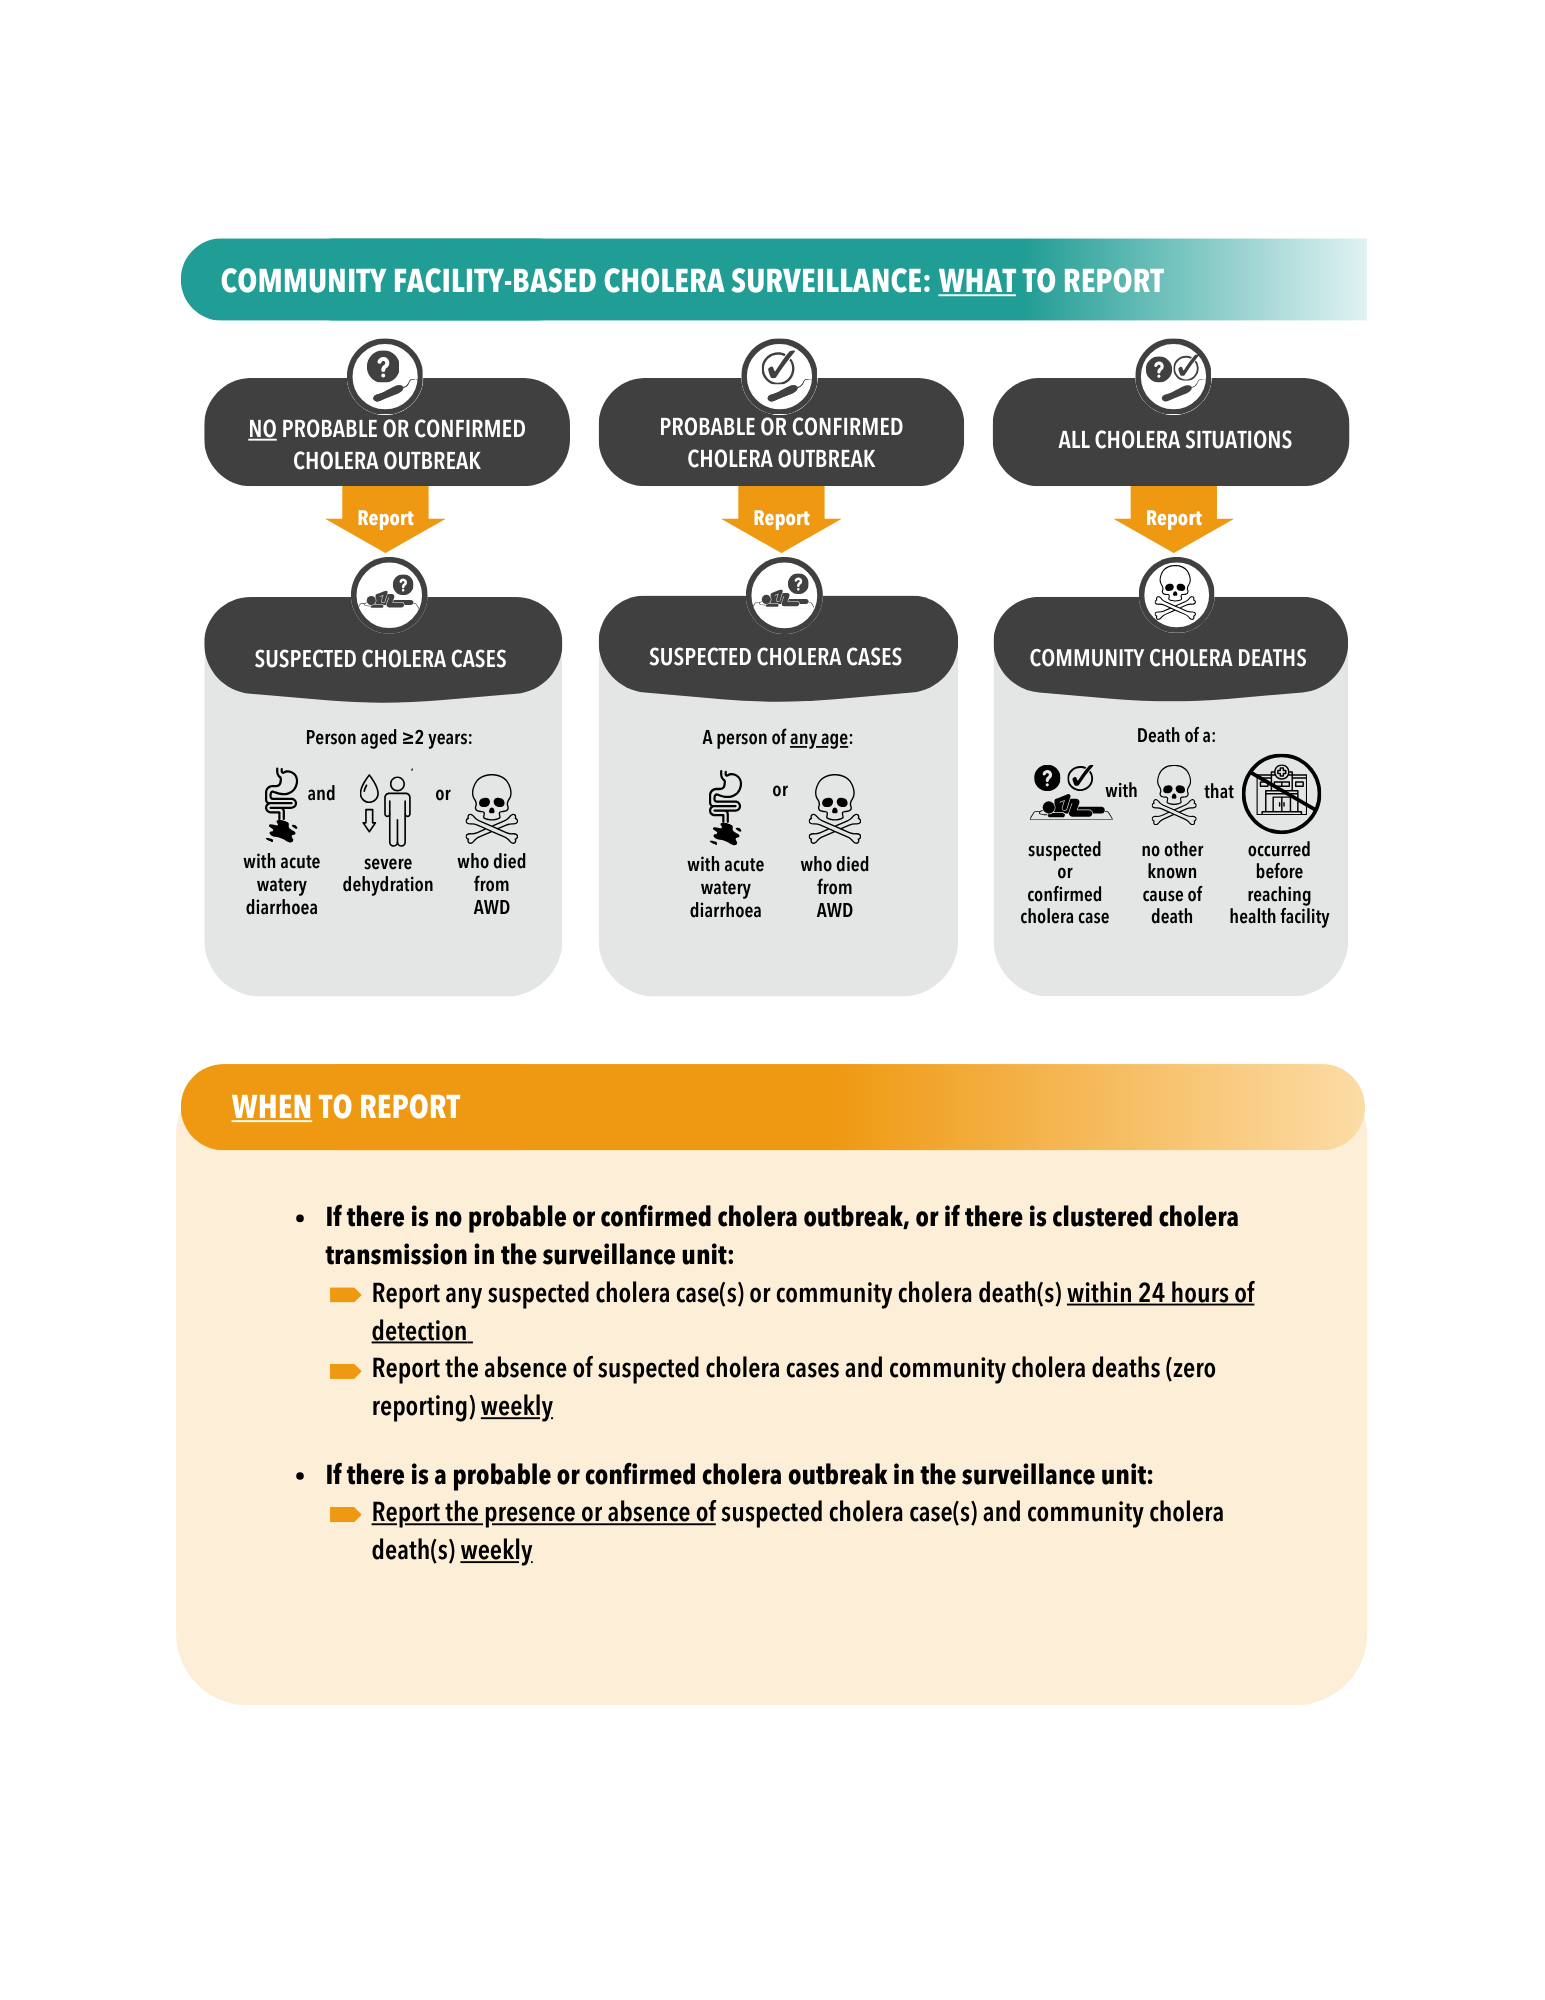 COMMUNITY FACILITY-BASED CHOLERA SURVEILLANCE: WHAT TO REPORT
?
NO PROBABLE OR CONFIRMED
CHOLERA OUTBREAK
Report
?
SUSPECTED CHOLERA CASES
Person aged ≥2 years:
and
or
with acute
watery
diarrhoea
severe
dehydration
who died
from
AWD
PROBABLE OR CONFIRMED
CHOLERA OUTBREAK
Report
?
SUSPECTED CHOLERA CASES
A person of any age:
or
with acute
watery
diarrhoea
who died
from
AWD
?
ALL CHOLERA SITUATIONS
Report
COMMUNITY CHOLERA DEATHS
Death of a:
?
with
that
suspected
or
confirmed
cholera case
no other
known
cause of
death
occurred
before
reaching
health facility
WHEN TO REPORT
• If there is no probable or confirmed cholera outbreak, or if there is clustered cholera
transmission in the surveillance unit:
Report any suspected cholera case(s) or community cholera death(s) within 24 hours of
detection
Report the absence of suspected cholera cases and community cholera deaths (zero
reporting) weekly
• If there is a probable or confirmed cholera outbreak in the surveillance unit:
Report the presence or absence of suspected cholera case(s) and community cholera
death(s) weekly